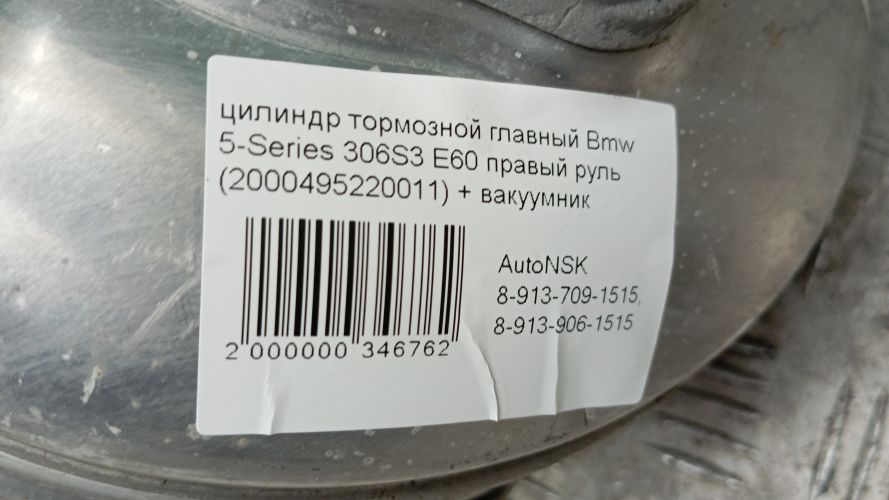 цилиндр тормозной главный Bmw
5-Series 306S3 E60 правый руль
(2000495220011) + вакуумник
AutoNSK
8-913-709-1515,
8-913-906-1515
2 000000 346762